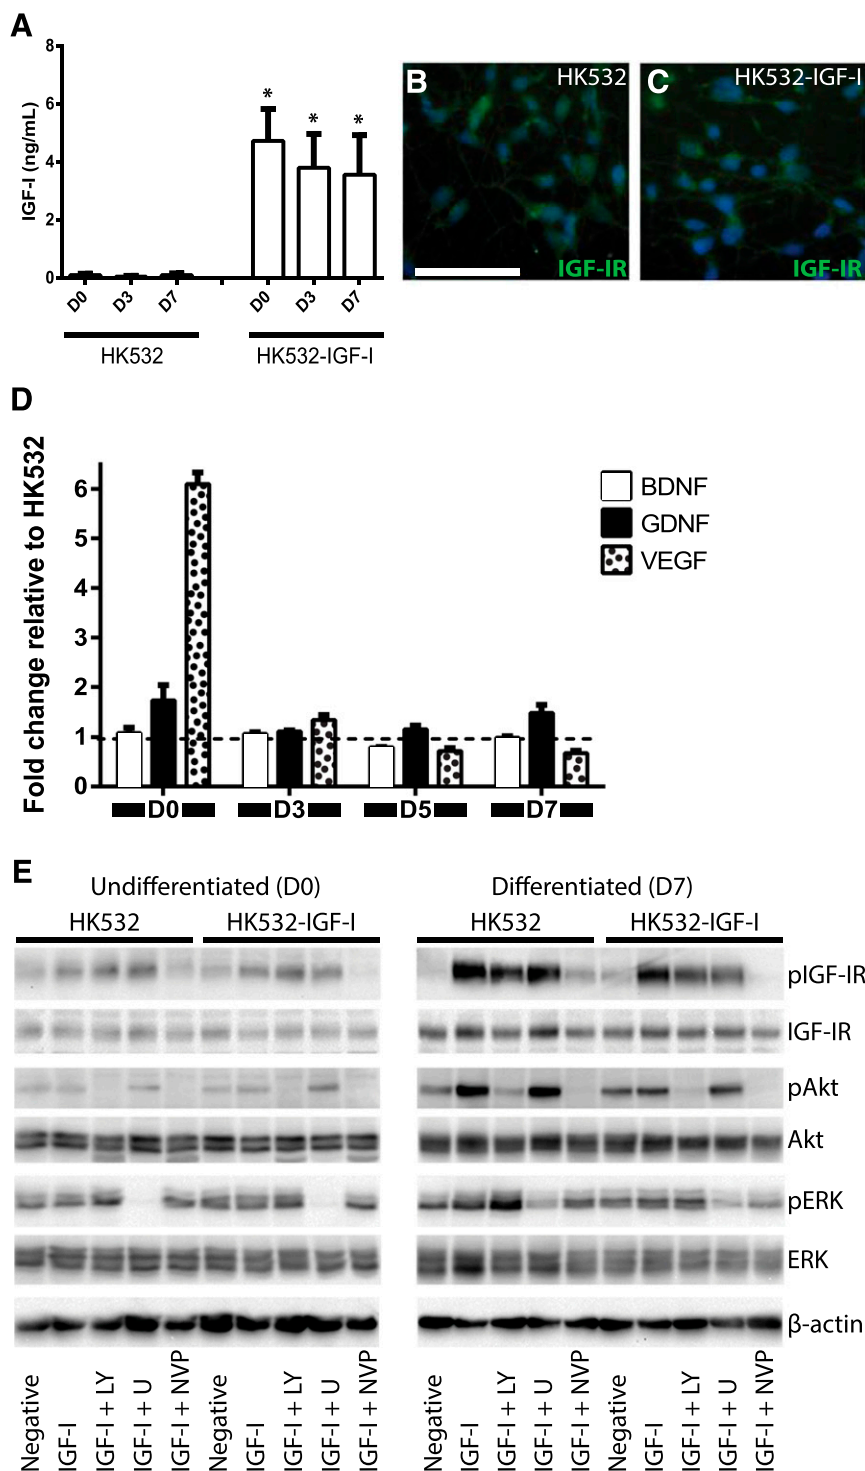 A
IGF-I (ng/mL)
8
6
4
2
0
* * *
D0 D3 D7 D0 D3 D7
HK532 HK532-IGF-I
B HK532
IGF-IR
C HK532-IGF-I
IGF-IR
D
Fold change relative to HK532
6
5
4
3
2
1
0
D0 D3 D5 D7
BDNF
GDNF
VEGF
E
Undifferentiated (D0) Differentiated (D7)
HK532 HK532-IGF-I HK532 HK532-IGF-I
pIGF-IR
IGF-IR
pAkt
Akt
pERK
ERK
β-actin
Negative IGF-I IGF-I + LY IGF-I + U IGF-I + NVP Negative IGF-I IGF-I + LY IGF-I + U IGF-I + NVP Negative IGF-I IGF-I + LY IGF-I + U IGF-I + NVP Negative IGF-I IGF-I + LY IGF-I + U IGF-I + NVP